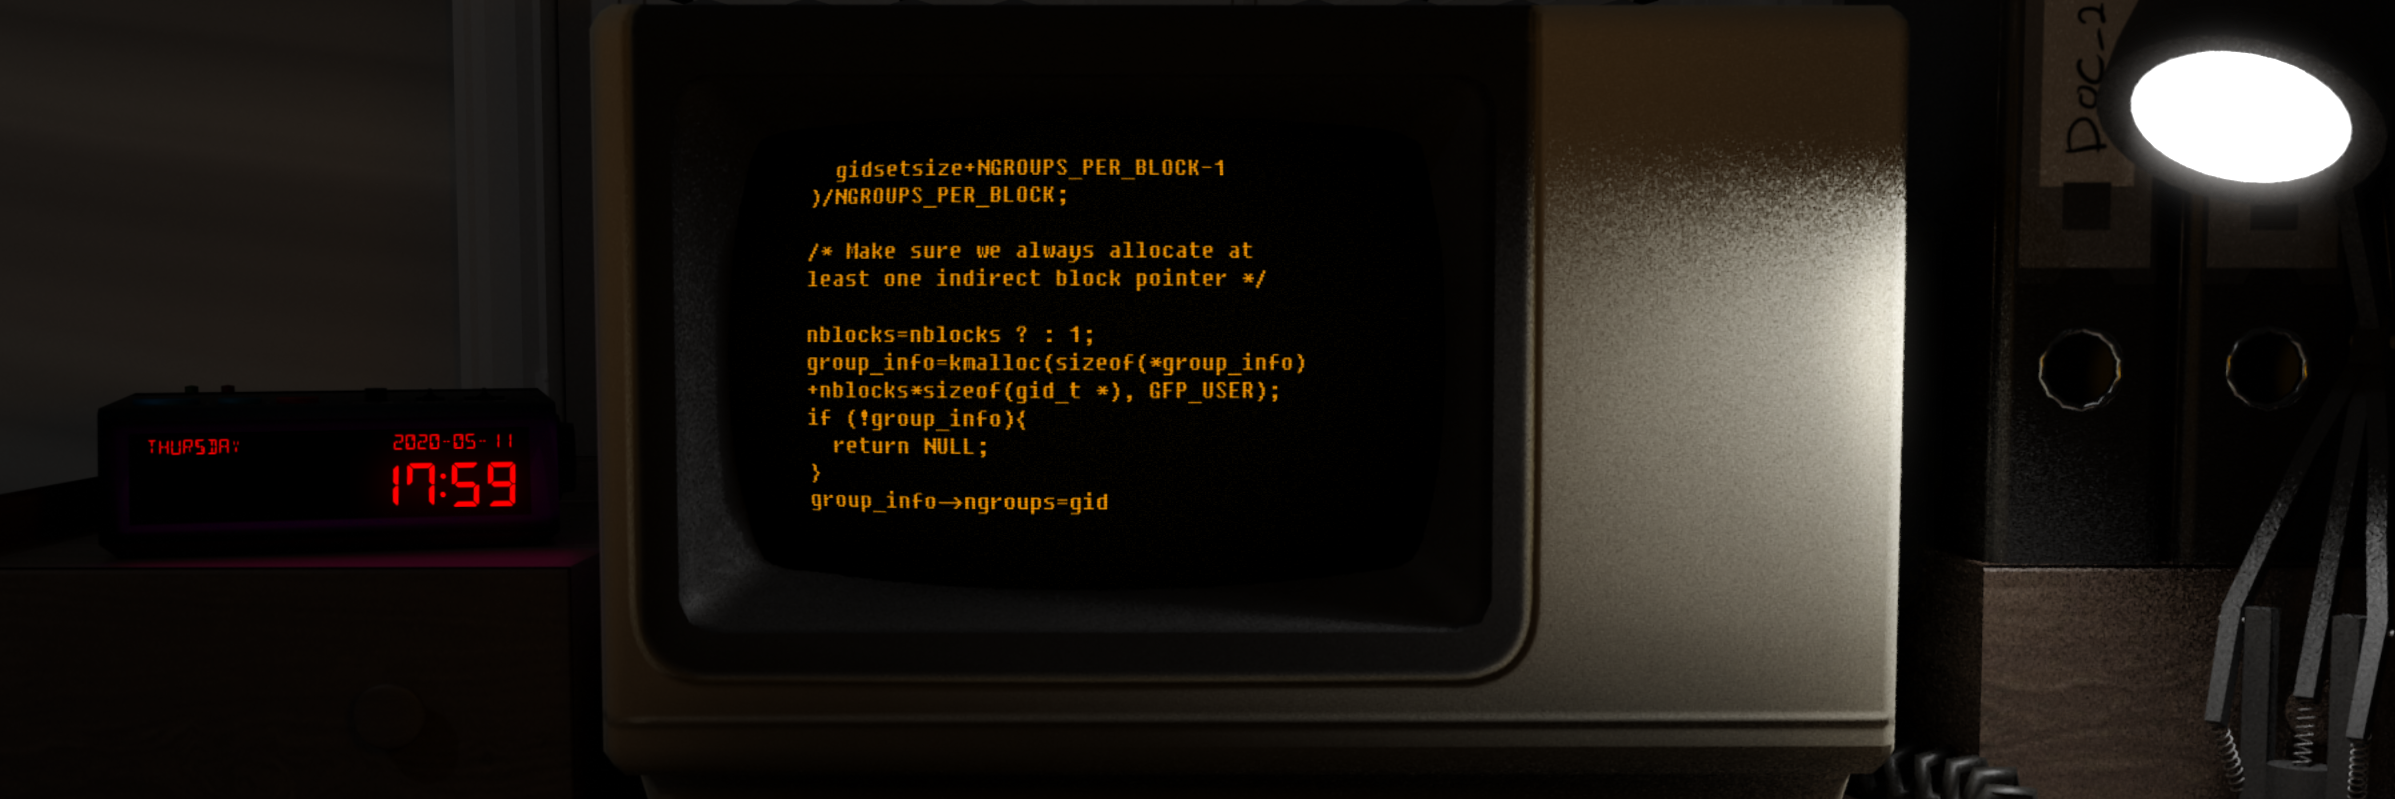 gidsetsize+NGROUPS_PER_BLOCK-1
)/NGROUPS_PER_BLOCK;
/* Make sure we always allocate at
least one indirect block pointer */
nblocks=nblocks ? : 1;
group_info=kmalloc(sizeof(*group_info)
+nblocks*sizeof(gid_t *), GFP_USER);
if (!group_info){
return NULL;
}
group_info→ngroups=gid
THURSDAY
2020-05-11
17:59
DOC_2